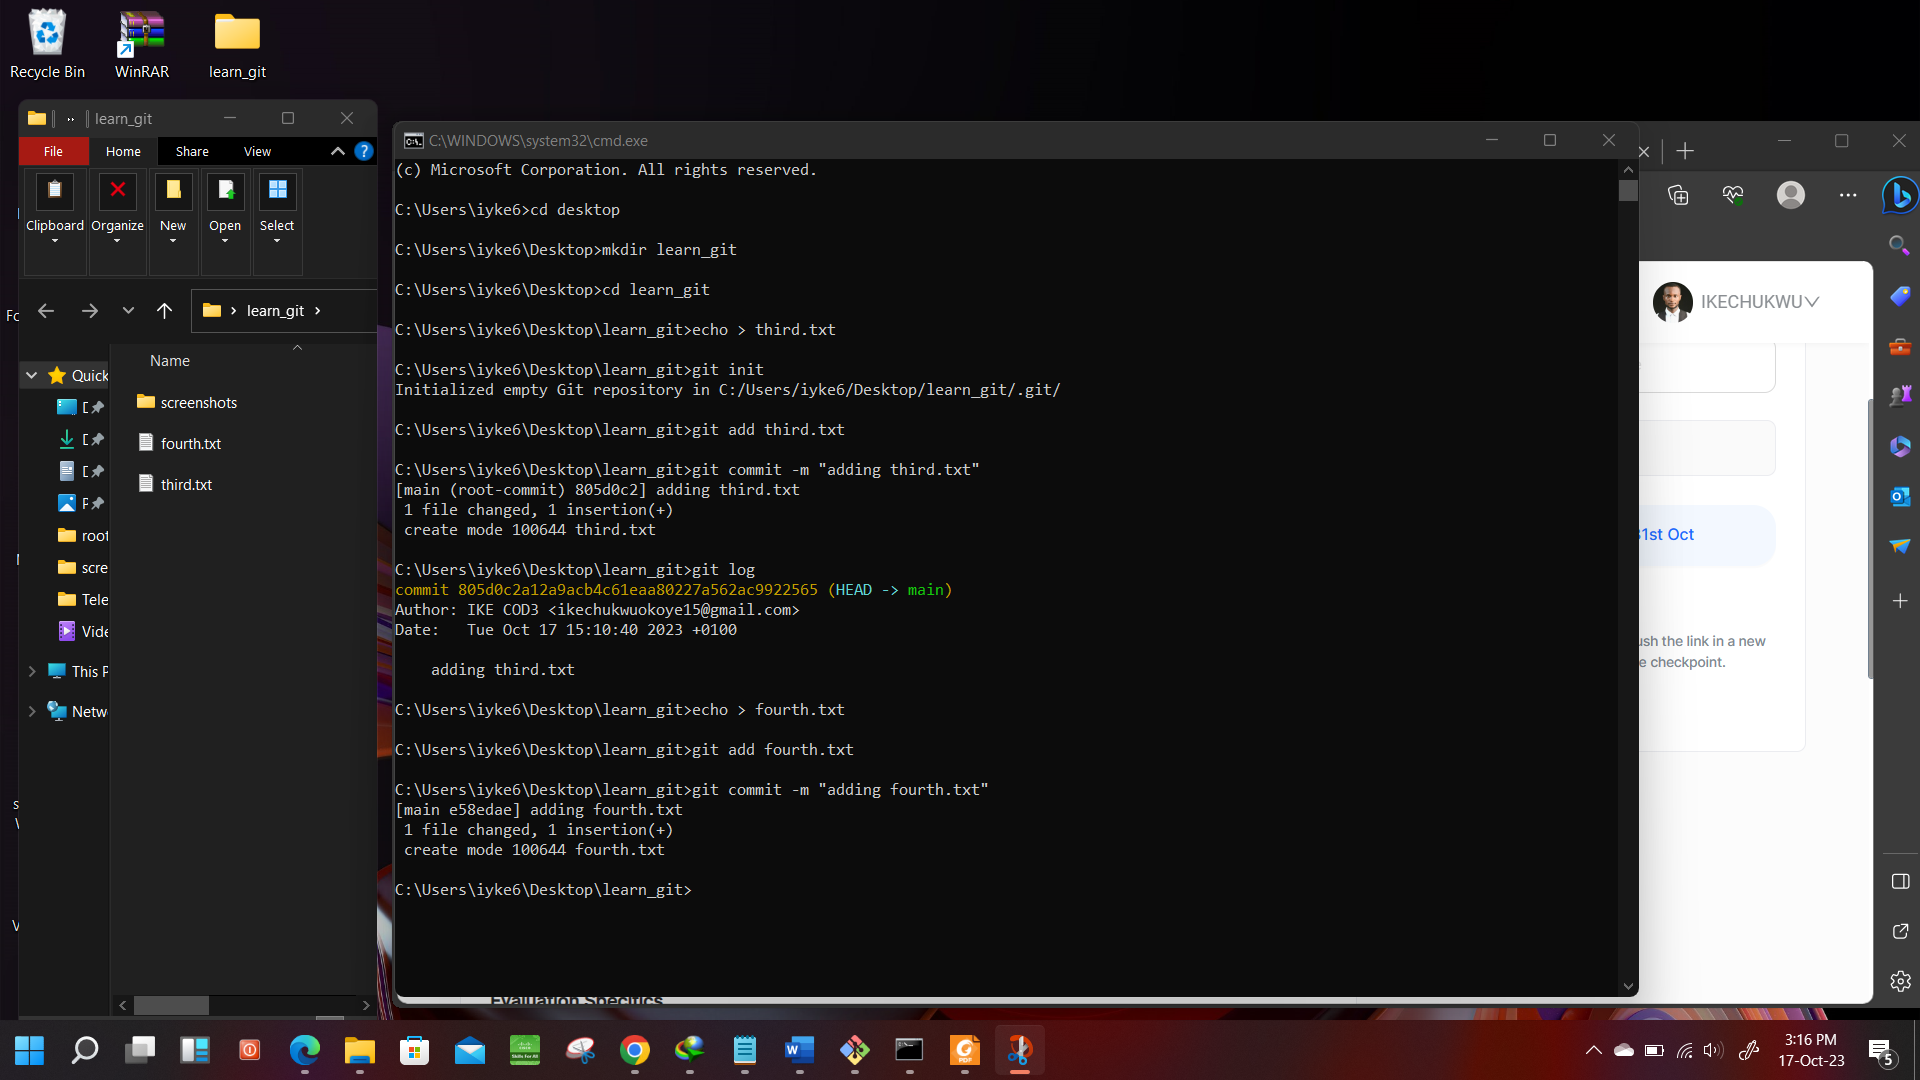 Recycle Bin
WinRAR
learn_git
learn_git
File
Home
Share
View
Clipboard
Organize
New
Open
Select
learn_git
Name
Quick
screenshots
fourth.txt
third.txt
root
scre
Tele
Vide
This P
Netw
C:\WINDOWS\system32\cmd.exe
(c) Microsoft Corporation. All rights reserved.
C:\Users\iyke6>cd desktop
C:\Users\iyke6\Desktop>mkdir learn_git
C:\Users\iyke6\Desktop>cd learn_git
C:\Users\iyke6\Desktop\learn_git>echo > third.txt
C:\Users\iyke6\Desktop\learn_git>git init
Initialized empty Git repository in C:/Users/iyke6/Desktop/learn_git/.git/
C:\Users\iyke6\Desktop\learn_git>git add third.txt
C:\Users\iyke6\Desktop\learn_git>git commit -m "adding third.txt"
[main (root-commit) 805d0c2] adding third.txt
1 file changed, 1 insertion(+)
create mode 100644 third.txt
C:\Users\iyke6\Desktop\learn_git>git log
commit 805d0c2a12a9acb4c61eaa80227a562ac9922565 (HEAD -> main)
Author: IKE COD3 <ikechukwuokoye15@gmail.com>
Date:   Tue Oct 17 15:10:40 2023 +0100
adding third.txt
C:\Users\iyke6\Desktop\learn_git>echo > fourth.txt
C:\Users\iyke6\Desktop\learn_git>git add fourth.txt
C:\Users\iyke6\Desktop\learn_git>git commit -m "adding fourth.txt"
[main e58edae] adding fourth.txt
1 file changed, 1 insertion(+)
create mode 100644 fourth.txt
C:\Users\iyke6\Desktop\learn_git>
IKECHUKWU
31st Oct
ush the link in a new
e checkpoint.
Evaluation Specifics
3:16 PM
17-Oct-23
5